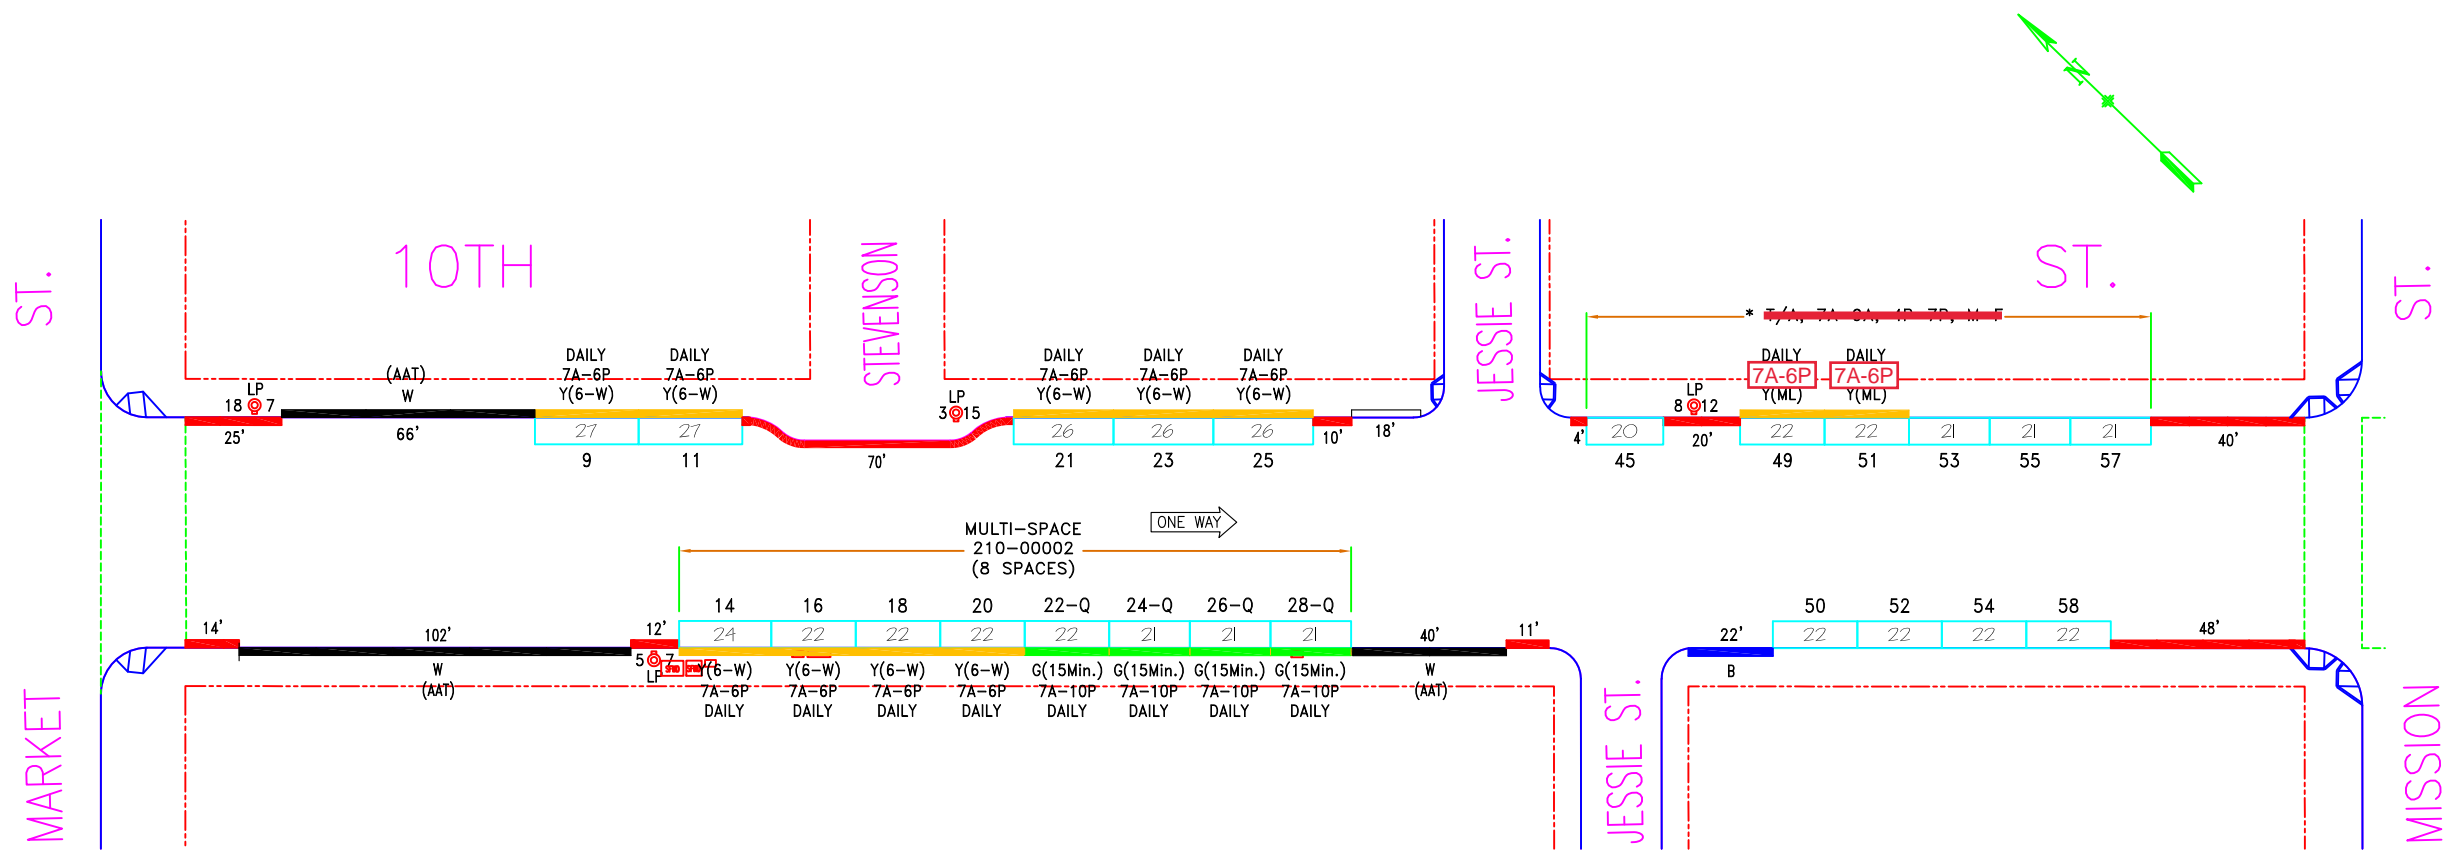 N
10TH
ST.
ST.
STEVENSON
JESSIE ST.
ST.
* T/A, 7A-9A, 4P-7P, M-F
(AAT)
W
DAILY
7A-6P
Y(6-W)
DAILY
7A-6P
Y(6-W)
DAILY
7A-6P
Y(6-W)
DAILY
7A-6P
Y(6-W)
DAILY
7A-6P
Y(6-W)
DAILY
7A-6P
Y(ML)
DAILY
7A-6P
Y(ML)
LP
18 7
LP
3 15
LP
8 12
25'
66'
27
27
70'
26
26
26
10'
18'
4'
20
20'
22
22
21
21
21
40'
9
11
21
23
25
45
49
51
53
55
57
ONE WAY
MULTI-SPACE
210-00002
(8 SPACES)
14
16
18
20
22-Q
24-Q
26-Q
28-Q
50
52
54
58
14'
102'
12'
24
22
22
22
22
21
21
21
40'
11'
22'
22
22
22
22
48'
W
(AAT)
5 7
LP
Y(6-W)
7A-6P
DAILY
Y(6-W)
7A-6P
DAILY
Y(6-W)
7A-6P
DAILY
Y(6-W)
7A-6P
DAILY
G(15Min.)
7A-10P
DAILY
G(15Min.)
7A-10P
DAILY
G(15Min.)
7A-10P
DAILY
G(15Min.)
7A-10P
DAILY
W
(AAT)
B
MARKET
JESSIE ST.
MISSION